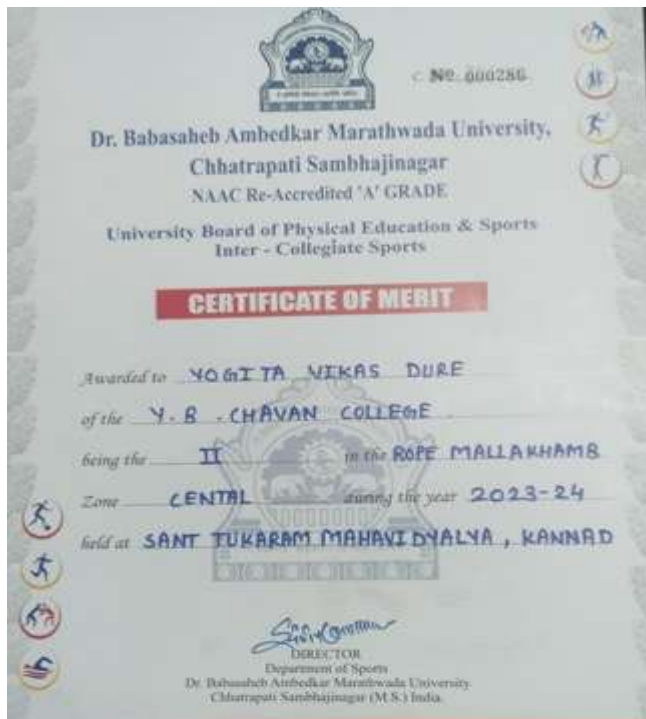 No. 000286
Dr. Babasaheb Ambedkar Marathwada University,
Chhatrapati Sambhajinagar
NAAC Re-Accredited 'A' GRADE
University Board of Physical Education & Sports
Inter - Collegiate Sports
CERTIFICATE OF MERIT
Awarded to YOGITA VIKAS DURE
of the Y. B. CHAVAN COLLEGE.
being the II in the ROPE MALLAKHAMB
Zone CENTAL during the year 2023-24
held at SANT TUKARAM MAHAVIDYALYA, KANNAD
DIRECTOR
Department of Sports
Dr. Babasaheb Ambedkar Marathwada University
Chhatrapati Sambhajinagar (M.S.) India.